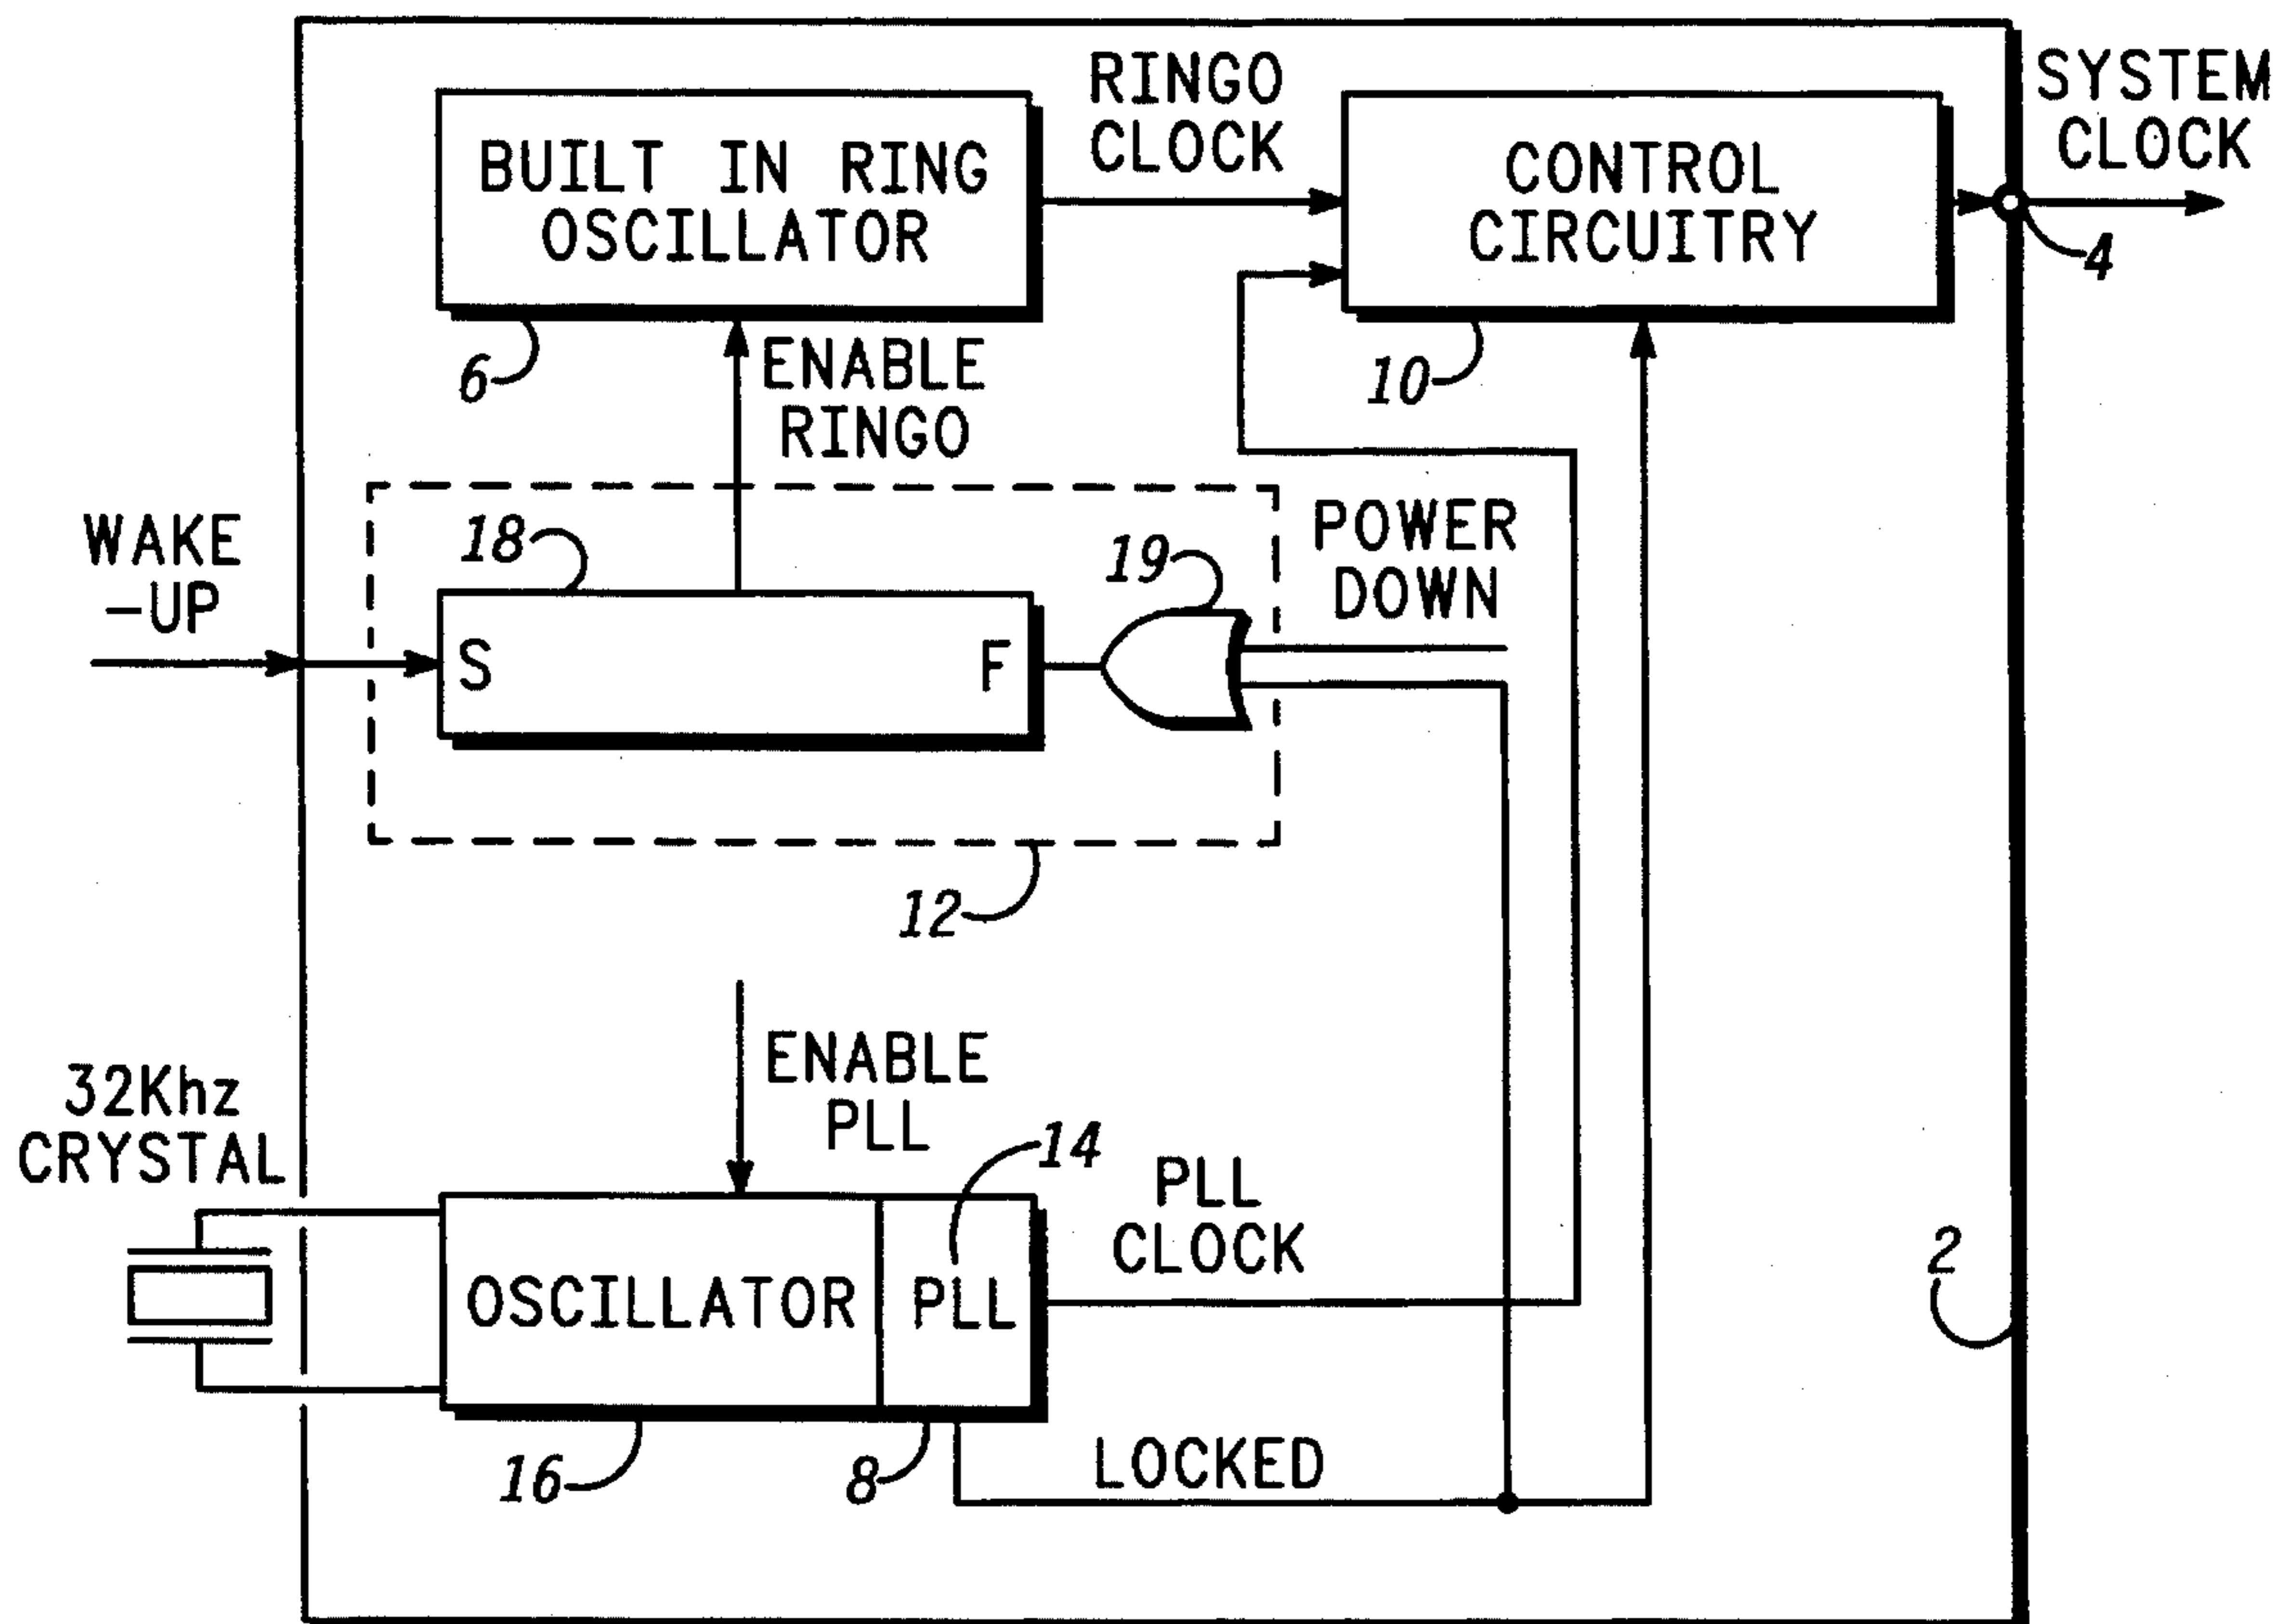 RINGO
CLOCK
SYSTEM
CLOCK
BUILT IN RING
OSCILLATOR
CONTROL
CIRCUITRY
4
6
ENABLE
RINGO
10
WAKE
-UP
18
19
POWER
DOWN
S
F
12
ENABLE
PLL
32Khz
CRYSTAL
14
PLL
CLOCK
OSCILLATOR
PLL
2
16
8
LOCKED